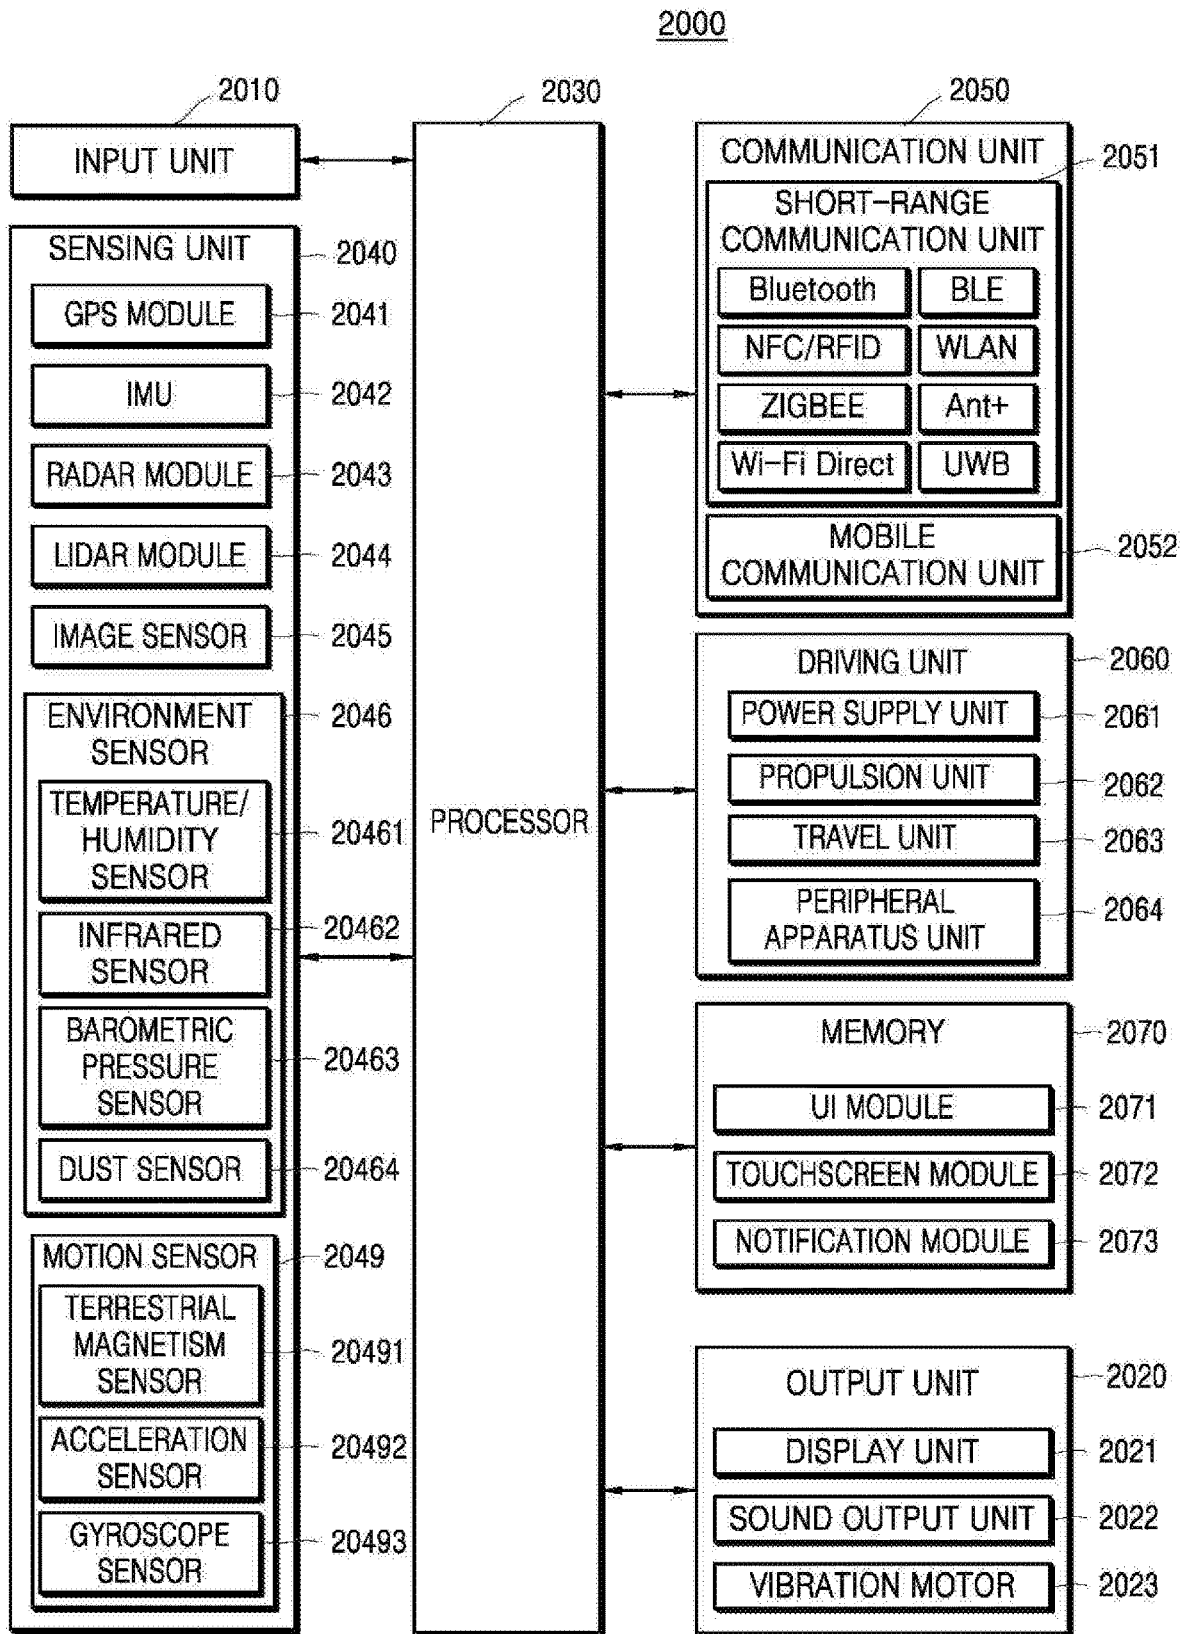 2000
2010
INPUT UNIT
SENSING UNIT
2040
GPS MODULE
2041
IMU
2042
RADAR MODULE
2043
LIDAR MODULE
2044
IMAGE SENSOR
2045
ENVIRONMENT
SENSOR
2046
TEMPERATURE/
HUMIDITY
SENSOR
20461
INFRARED
SENSOR
20462
BAROMETRIC
PRESSURE
SENSOR
20463
DUST SENSOR
20464
MOTION SENSOR
2049
TERRESTRIAL
MAGNETISM
SENSOR
20491
ACCELERATION
SENSOR
20492
GYROSCOPE
SENSOR
20493
2030
PROCESSOR
2050
COMMUNICATION UNIT
2051
SHORT-RANGE
COMMUNICATION UNIT
Bluetooth
BLE
NFC/RFID
WLAN
ZIGBEE
Ant+
Wi-Fi Direct
UWB
MOBILE
COMMUNICATION UNIT
2052
DRIVING UNIT
2060
POWER SUPPLY UNIT
2061
PROPULSION UNIT
2062
TRAVEL UNIT
2063
PERIPHERAL
APPARATUS UNIT
2064
MEMORY
2070
UI MODULE
2071
TOUCHSCREEN MODULE
2072
NOTIFICATION MODULE
2073
OUTPUT UNIT
2020
DISPLAY UNIT
2021
SOUND OUTPUT UNIT
2022
VIBRATION MOTOR
2023